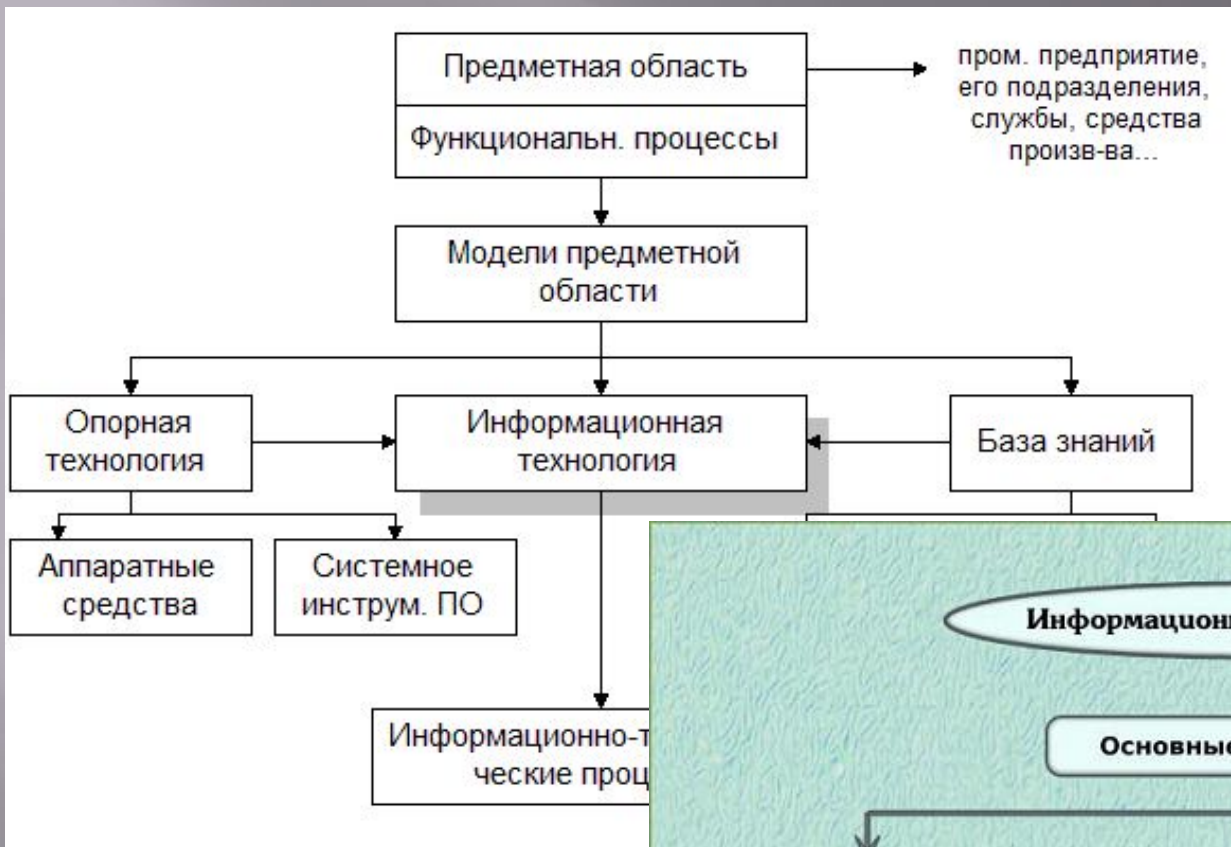 Предметная область
Функциональн. процессы
пром. предприятие,
его подразделения,
службы, средства
произв-ва...
Модели предметной
области
Опорная
технология
Информационная
технология
База знаний
Аппаратные
средства
Системное
инструм. ПО
Информационно-т
ческие проц
Информацион
Основные